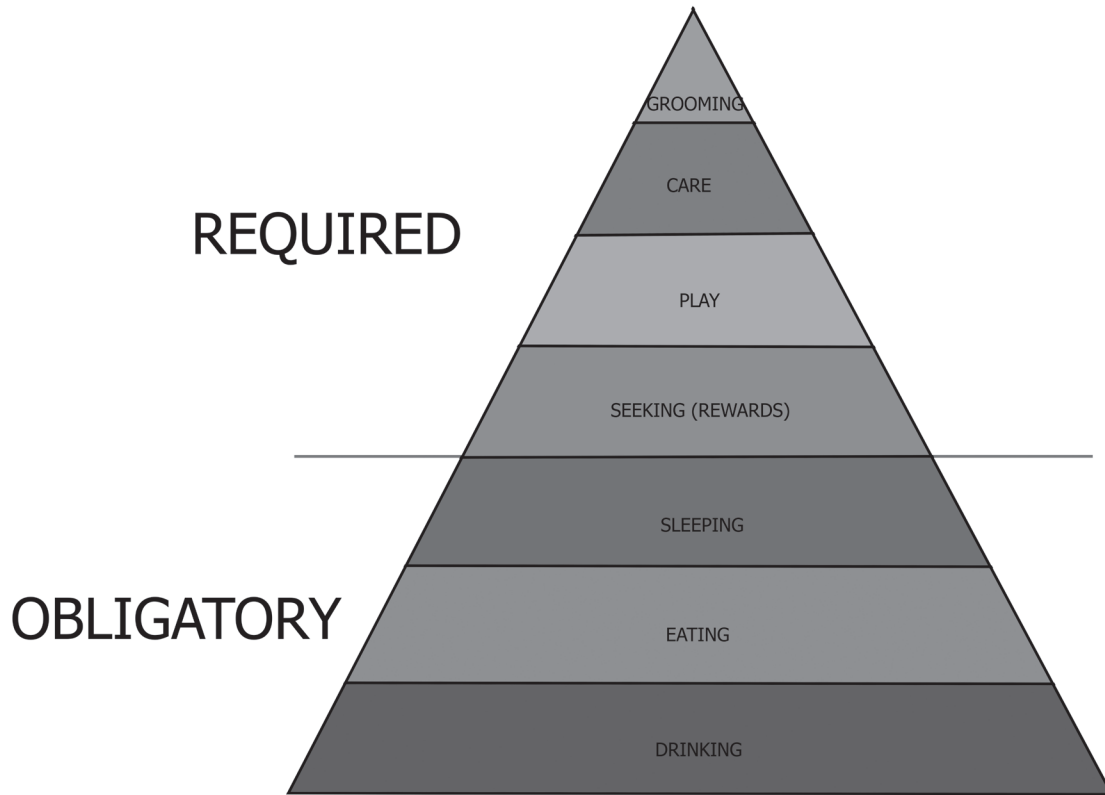 GROOMING
CARE
REQUIRED
PLAY
SEEKING (REWARDS)
SLEEPING
OBLIGATORY
EATING
DRINKING